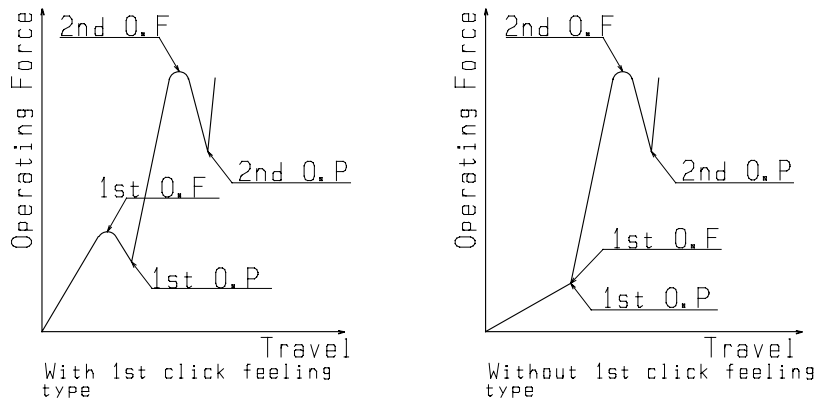 Operating Force
2nd O.F
2nd O.P
1st O.F
1st O.P
Travel
With 1st click feeling
type
Operating Force
2nd O.F
2nd O.P
1st O.F
1st O.P
Travel
Without 1st click feeling
type